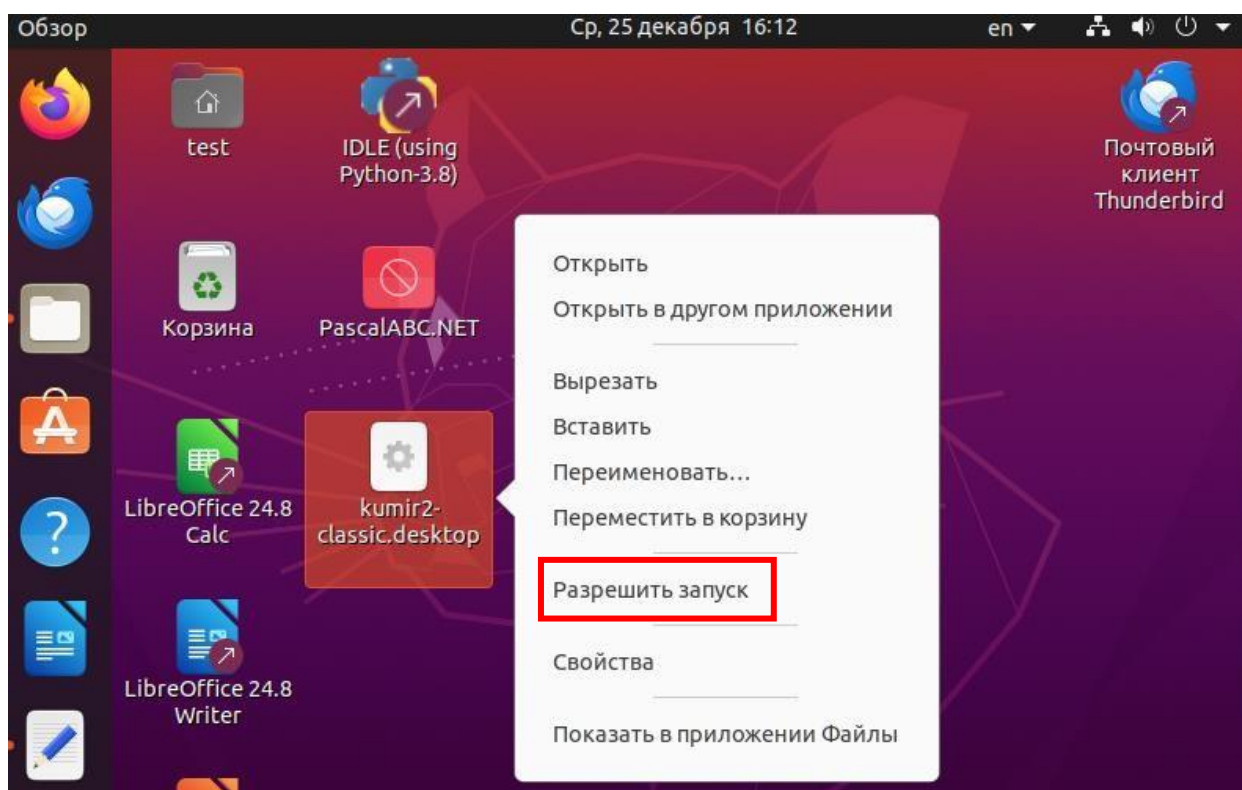 Обзор
Ср, 25 декабря 16:12
en
test
IDLE (using
Python-3.8)
Почтовый
клиент
Thunderbird
Корзина
PascalABC.NET
LibreOffice 24.8
Calc
kumir2-
classic.desktop
LibreOffice 24.8
Writer
Открыть
Открыть в другом приложении
Вырезать
Вставить
Переименовать…
Переместить в корзину
Разрешить запуск
Свойства
Показать в приложении Файлы